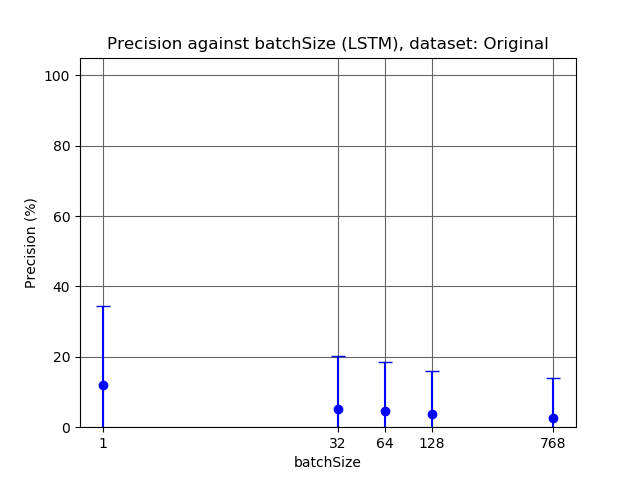 Precision against batchSize (LSTM), dataset: Original
100
80
60
40
20
0
Precision (%)
1 32 64 128 768
batchSize